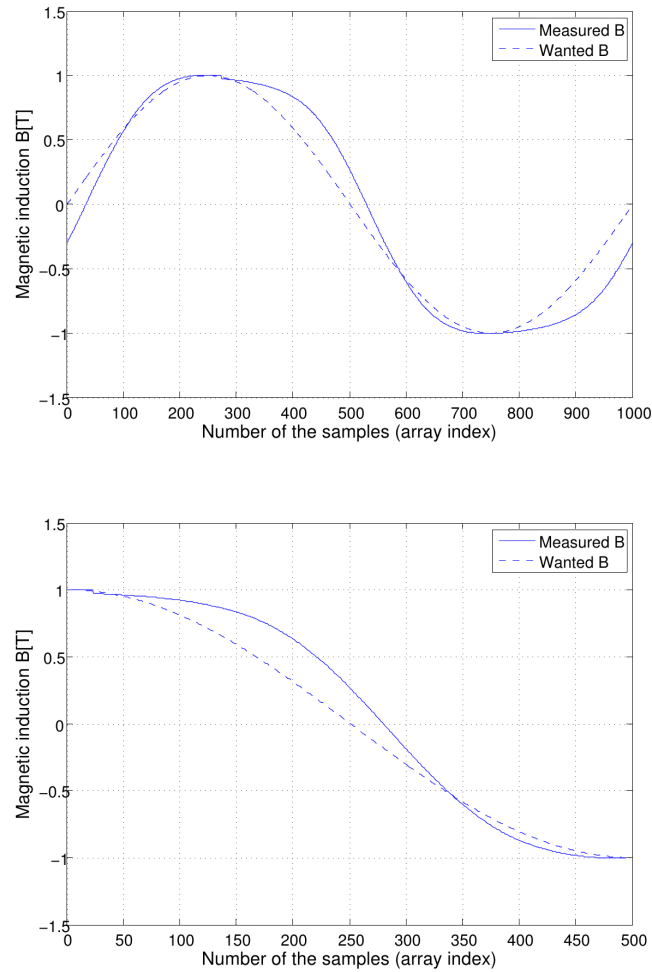 1.5
1
0.5
0
−0.5
−1
−1.5
Magnetic induction B[T]
Measured B
Wanted B
0 100 200 300 400 500 600 700 800 900 1000
Number of the samples (array index)
1.5
1
0.5
0
−0.5
−1
−1.5
Magnetic induction B[T]
Measured B
Wanted B
0 50 100 150 200 250 300 350 400 450 500
Number of the samples (array index)